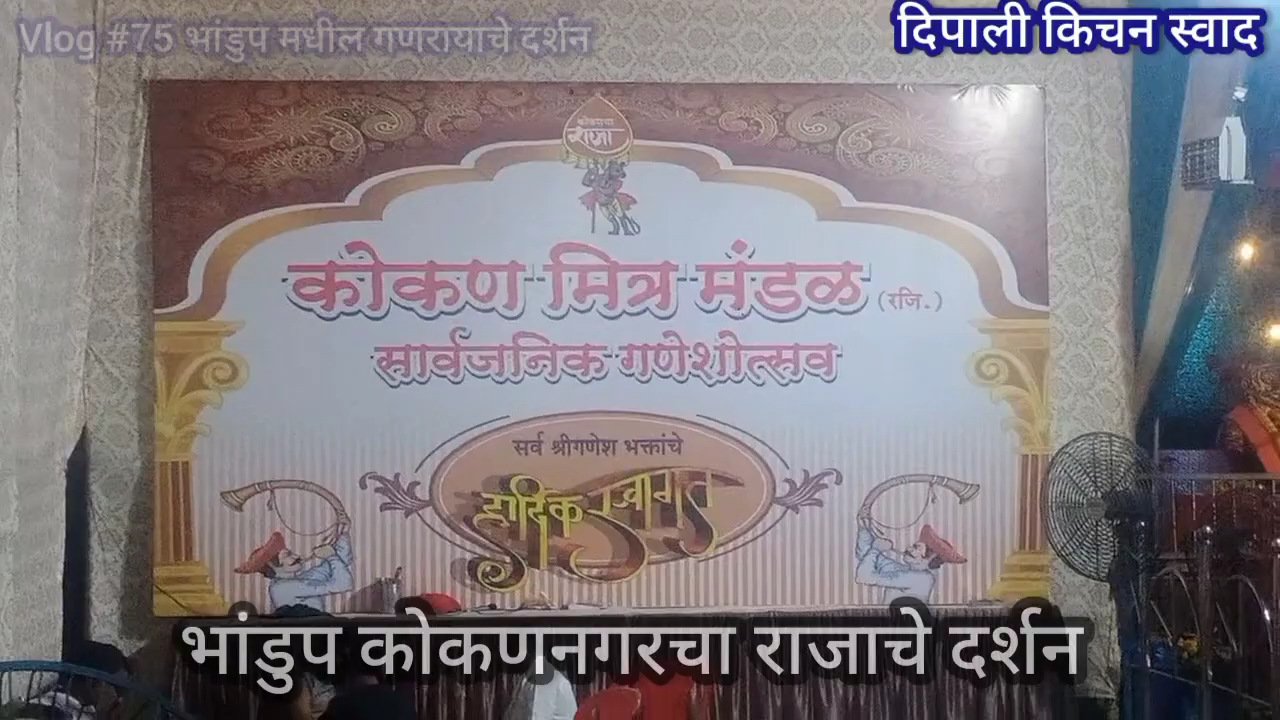 Vlog #75 भांडुप मधील गणरायाचे दर्शन
दिपाली किचन स्वाद
कोकणचा
राजा
कोकण मित्र मंडळ (रजि.)
सार्वजनिक गणेशोत्सव
सर्व श्रीगणेश भक्तांचे
हार्दिक स्वागत
भांडुप कोकणनगरचा राजाचे दर्शन